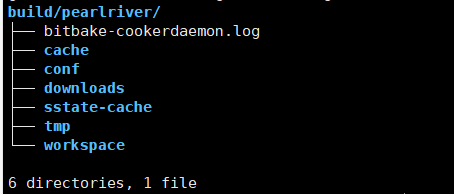 build/pearlriver/
├── bitbake-cookerdaemon.log
├── cache
├── conf
├── downloads
├── sstate-cache
├── tmp
└── workspace
6 directories, 1 file